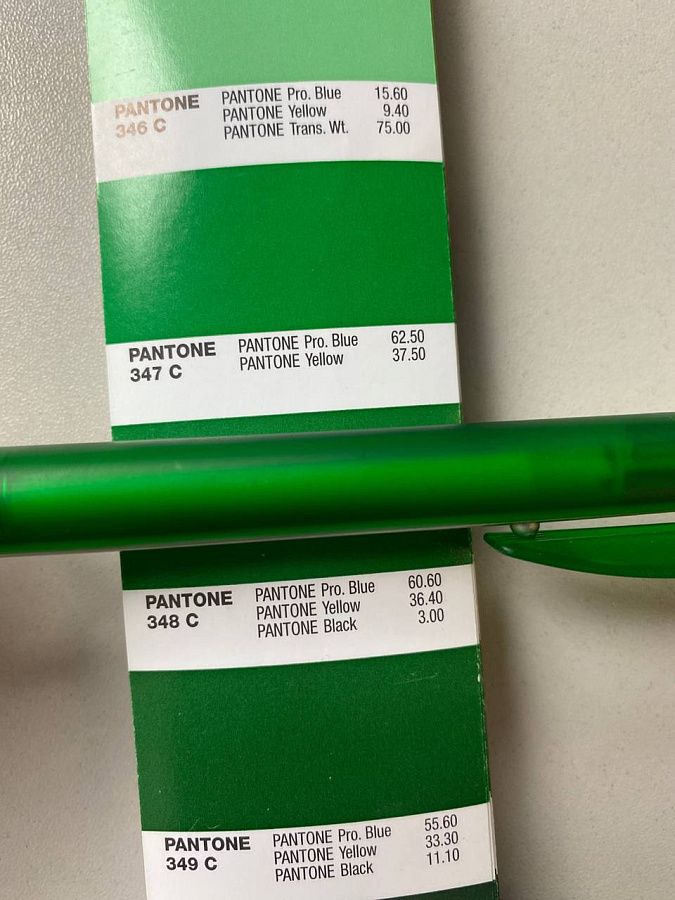 PANTONE Pro. Blue 15.60
PANTONE PANTONE Yellow 9.40
346 C PANTONE Trans. Wt. 75.00
PANTONE PANTONE Pro. Blue 62.50
347 C PANTONE Yellow 37.50
PANTONE PANTONE Pro. Blue 60.60
348 C PANTONE Yellow 36.40
PANTONE Black 3.00
PANTONE PANTONE Pro. Blue 55.60
349 C PANTONE Yellow 33.30
PANTONE Black 11.10